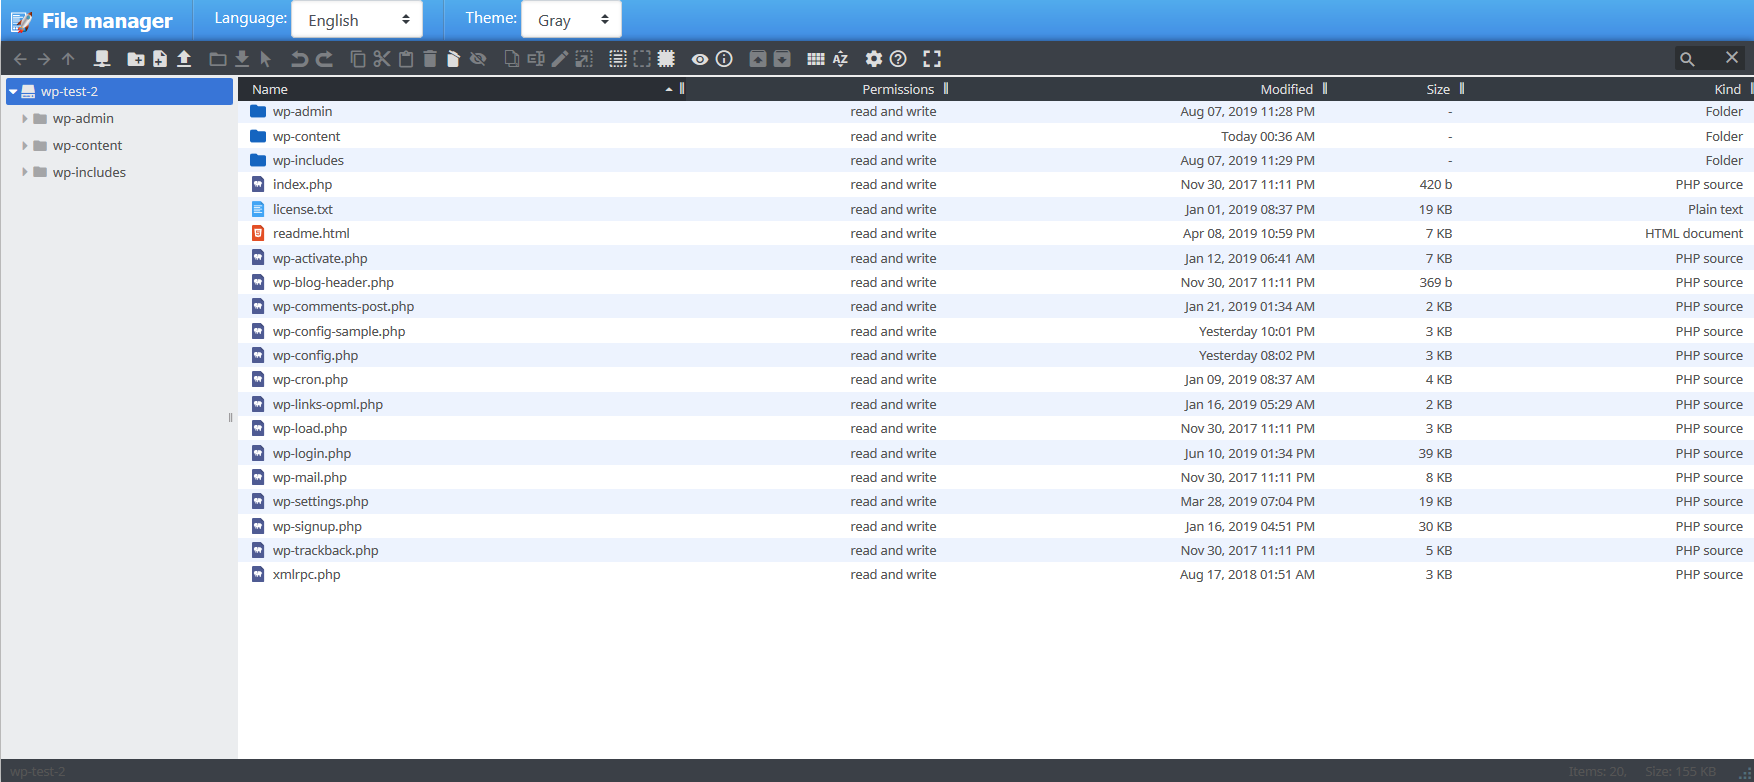 File manager Language: English Theme: Gray
wp-test-2
wp-admin
wp-content
wp-includes
Name Permissions Modified Size Kind
wp-admin read and write Aug 07, 2019 11:28 PM - Folder
wp-content read and write Today 00:36 AM - Folder
wp-includes read and write Aug 07, 2019 11:29 PM - Folder
index.php read and write Nov 30, 2017 11:11 PM 420 b PHP source
license.txt read and write Jan 01, 2019 08:37 PM 19 KB Plain text
readme.html read and write Apr 08, 2019 10:59 PM 7 KB HTML document
wp-activate.php read and write Jan 12, 2019 06:41 AM 7 KB PHP source
wp-blog-header.php read and write Nov 30, 2017 11:11 PM 369 b PHP source
wp-comments-post.php read and write Jan 21, 2019 01:34 AM 2 KB PHP source
wp-config-sample.php read and write Yesterday 10:01 PM 3 KB PHP source
wp-config.php read and write Yesterday 08:02 PM 3 KB PHP source
wp-cron.php read and write Jan 09, 2019 08:37 AM 4 KB PHP source
wp-links-opml.php read and write Jan 16, 2019 05:29 AM 2 KB PHP source
wp-load.php read and write Nov 30, 2017 11:11 PM 3 KB PHP source
wp-login.php read and write Jun 10, 2019 01:34 PM 39 KB PHP source
wp-mail.php read and write Nov 30, 2017 11:11 PM 8 KB PHP source
wp-settings.php read and write Mar 28, 2019 07:04 PM 19 KB PHP source
wp-signup.php read and write Jan 16, 2019 04:51 PM 30 KB PHP source
wp-trackback.php read and write Nov 30, 2017 11:11 PM 5 KB PHP source
xmlrpc.php read and write Aug 17, 2018 01:51 AM 3 KB PHP source
wp-test-2 Items: 20, Size: 155 KB